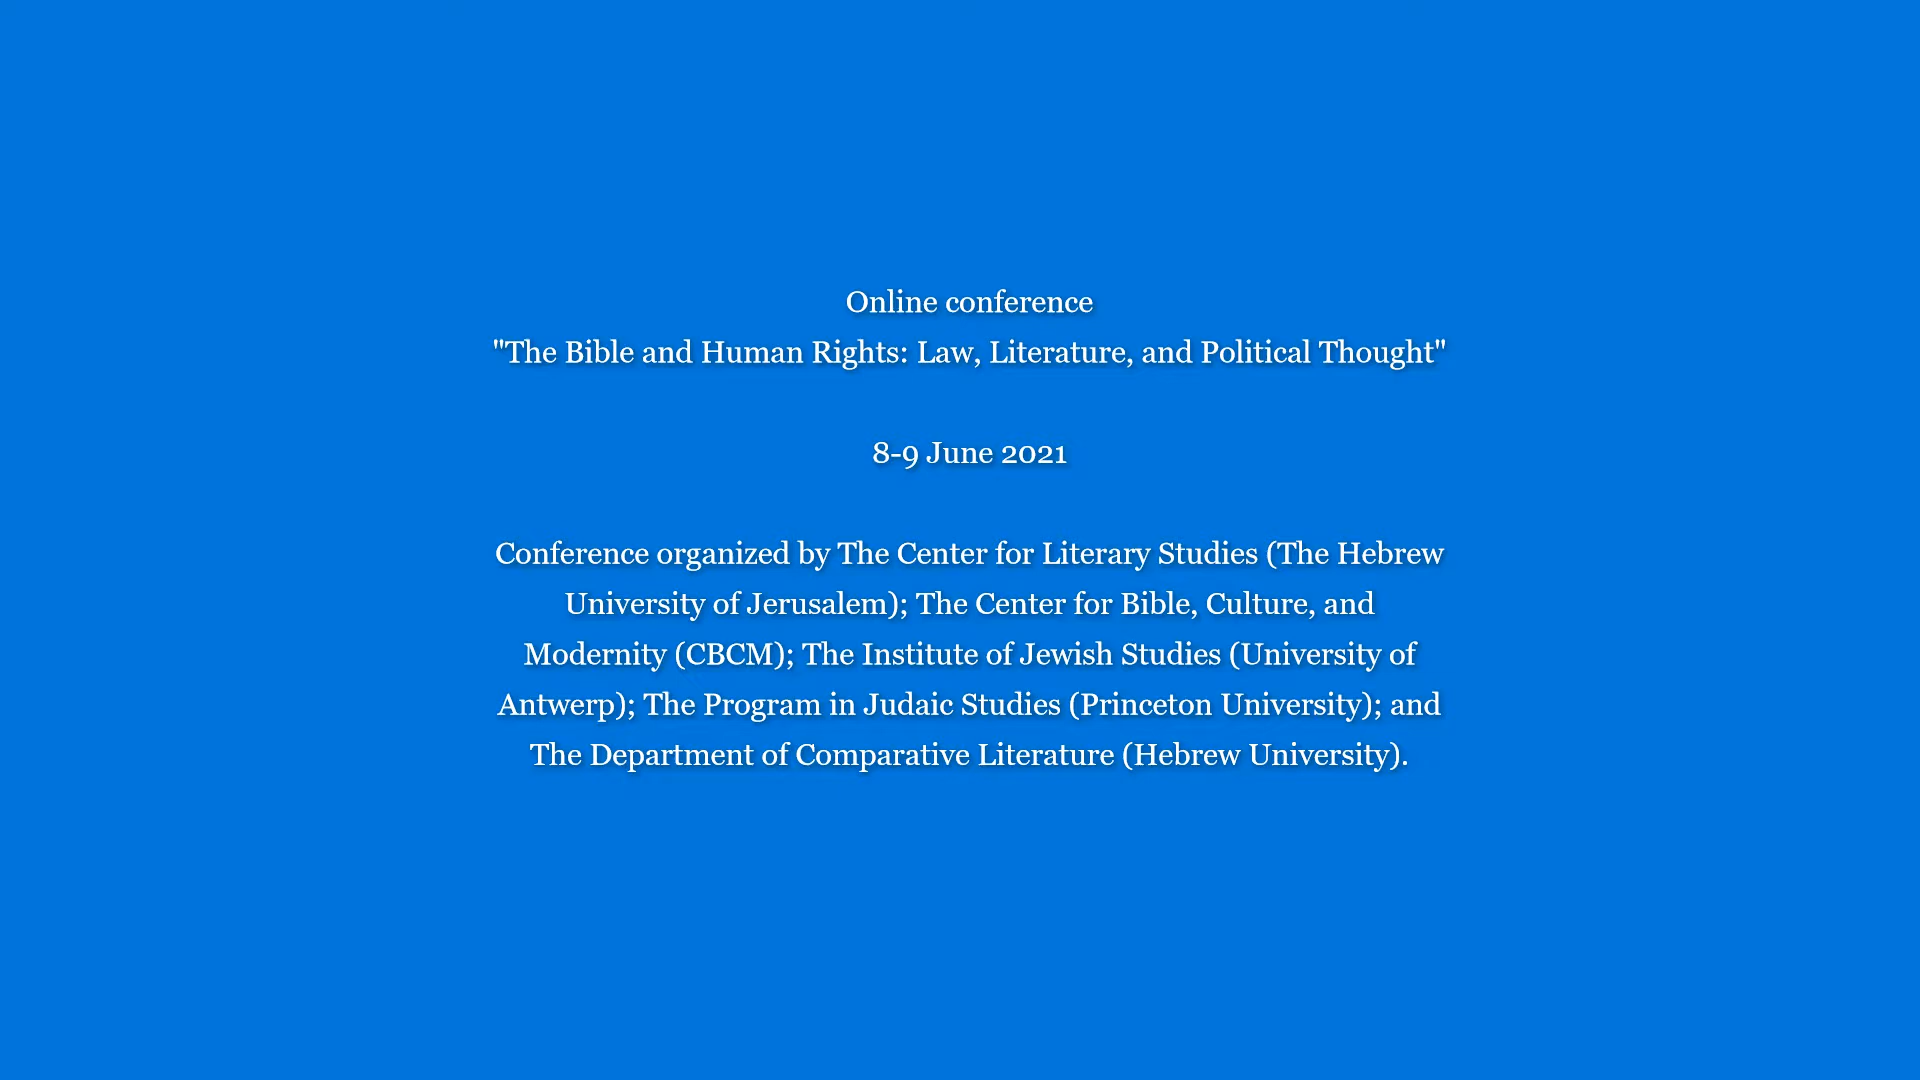 Online conference
"The Bible and Human Rights: Law, Literature, and Political Thought"
8-9 June 2021
Conference organized by The Center for Literary Studies (The Hebrew
University of Jerusalem); The Center for Bible, Culture, and
Modernity (CBCM); The Institute of Jewish Studies (University of
Antwerp); The Program in Judaic Studies (Princeton University); and
The Department of Comparative Literature (Hebrew University).